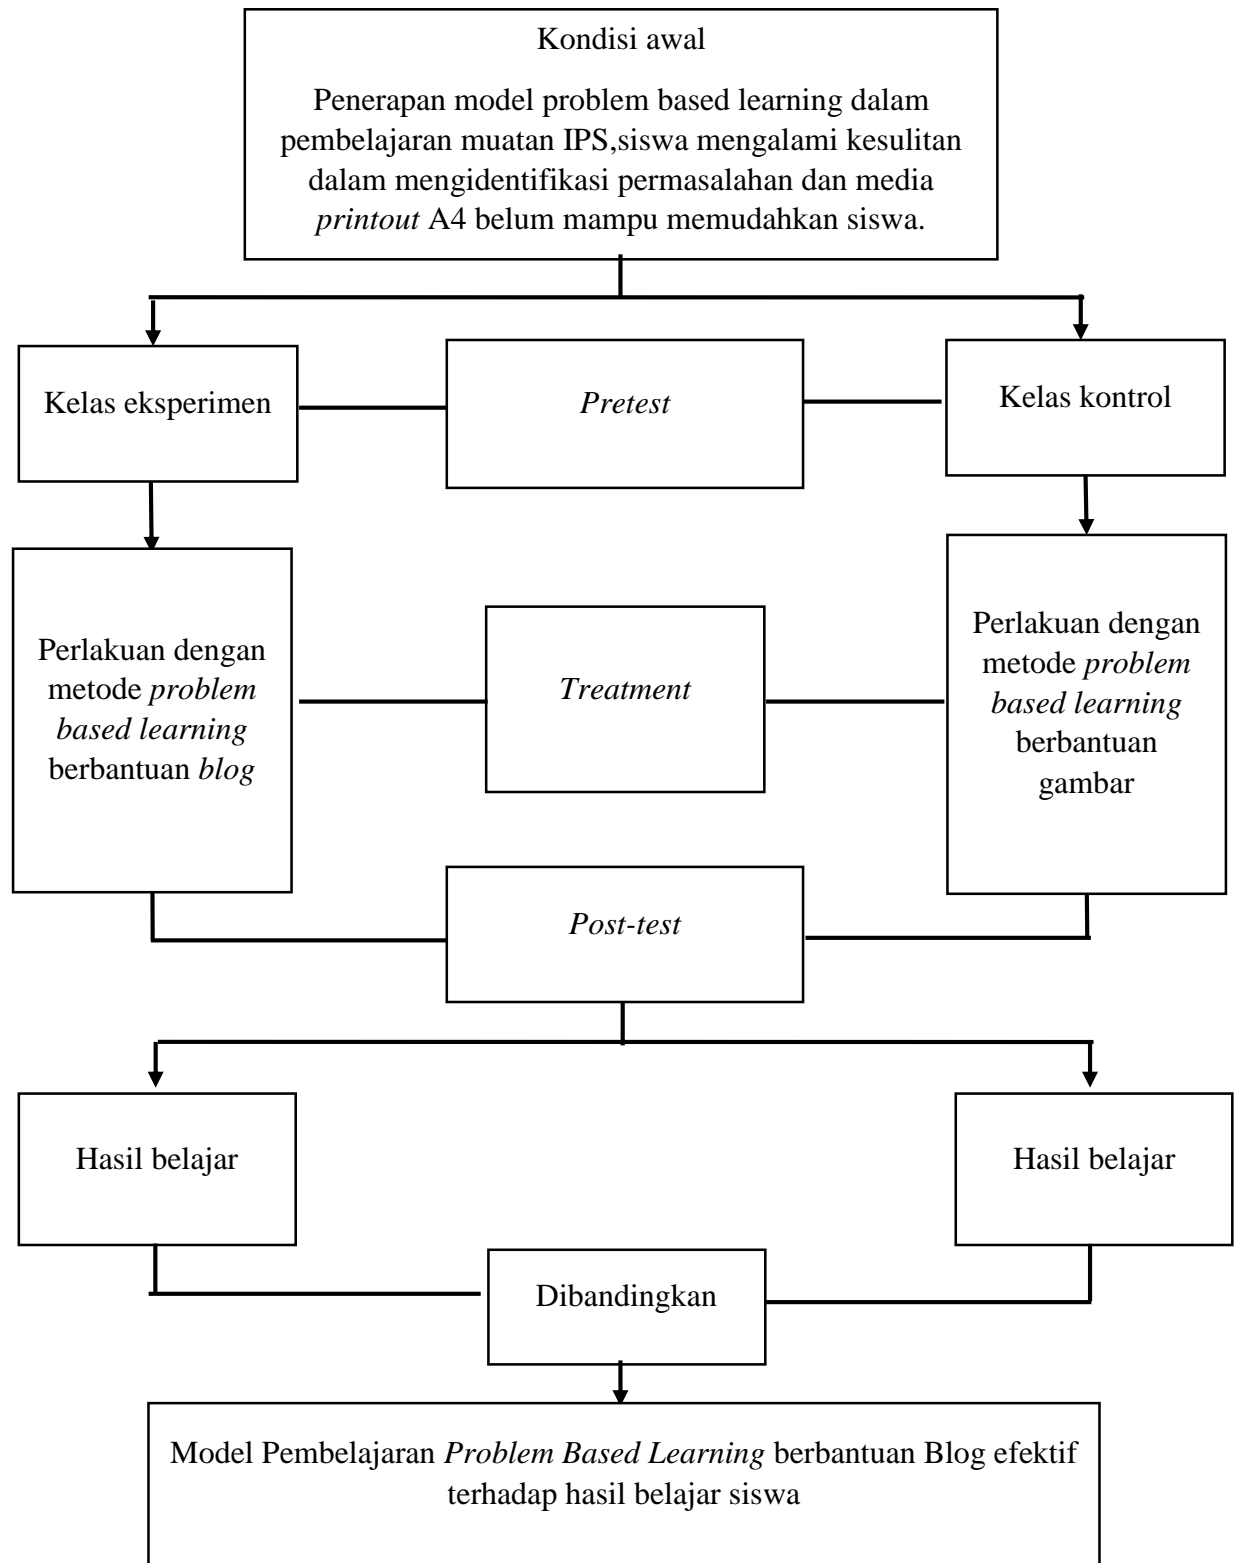 Kondisi awal
Penerapan model problem based learning dalam
pembelajaran muatan IPS,siswa mengalami kesulitan
dalam mengidentifikasi permasalahan dan media
printout A4 belum mampu memudahkan siswa.
Kelas eksperimen
Pretest
Kelas kontrol
Perlakuan dengan
metode problem
based learning
berbantuan blog
Treatment
Perlakuan dengan
metode problem
based learning
berbantuan
gambar
Post-test
Hasil belajar
Hasil belajar
Dibandingkan
Model Pembelajaran Problem Based Learning berbantuan Blog efektif
terhadap hasil belajar siswa